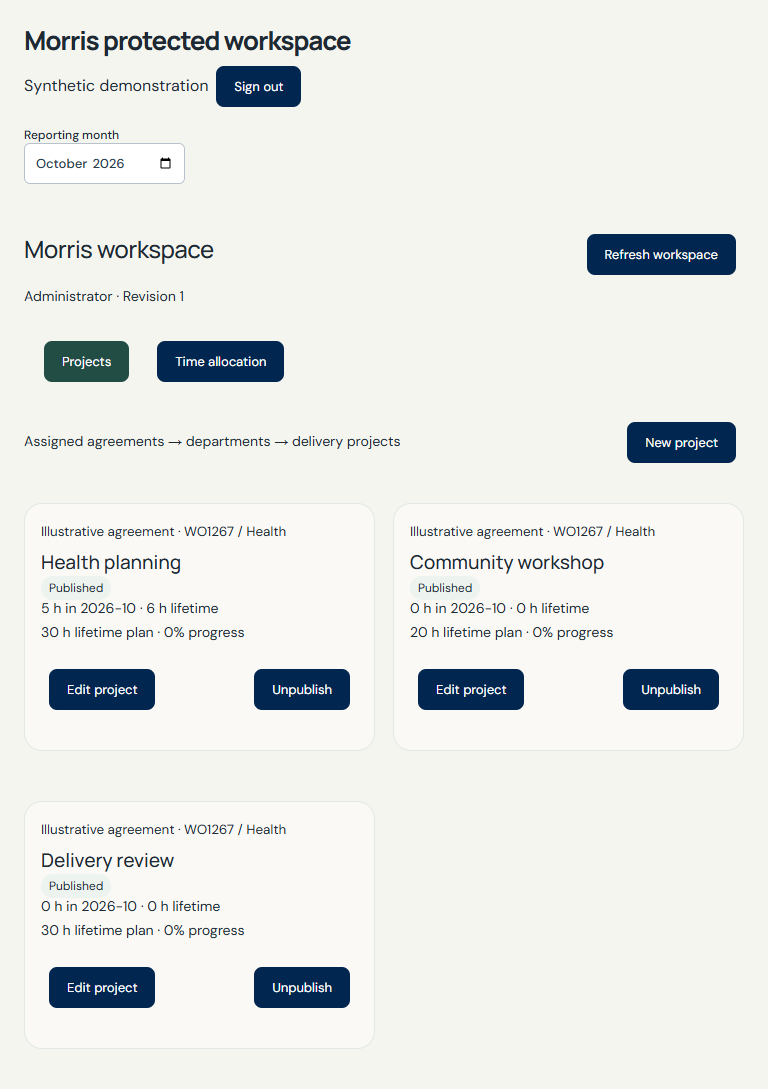 Morris protected workspace
Synthetic demonstration Sign out
Reporting month
October 2026
Morris workspace
Refresh workspace
Administrator · Revision 1
Projects Time allocation
Assigned agreements → departments → delivery projects
New project
Illustrative agreement · WO1267 / Health
Health planning
Published
5 h in 2026-10 · 6 h lifetime
30 h lifetime plan · 0% progress
Edit project Unpublish
Illustrative agreement · WO1267 / Health
Community workshop
Published
0 h in 2026-10 · 0 h lifetime
20 h lifetime plan · 0% progress
Edit project Unpublish
Illustrative agreement · WO1267 / Health
Delivery review
Published
0 h in 2026-10 · 0 h lifetime
30 h lifetime plan · 0% progress
Edit project Unpublish